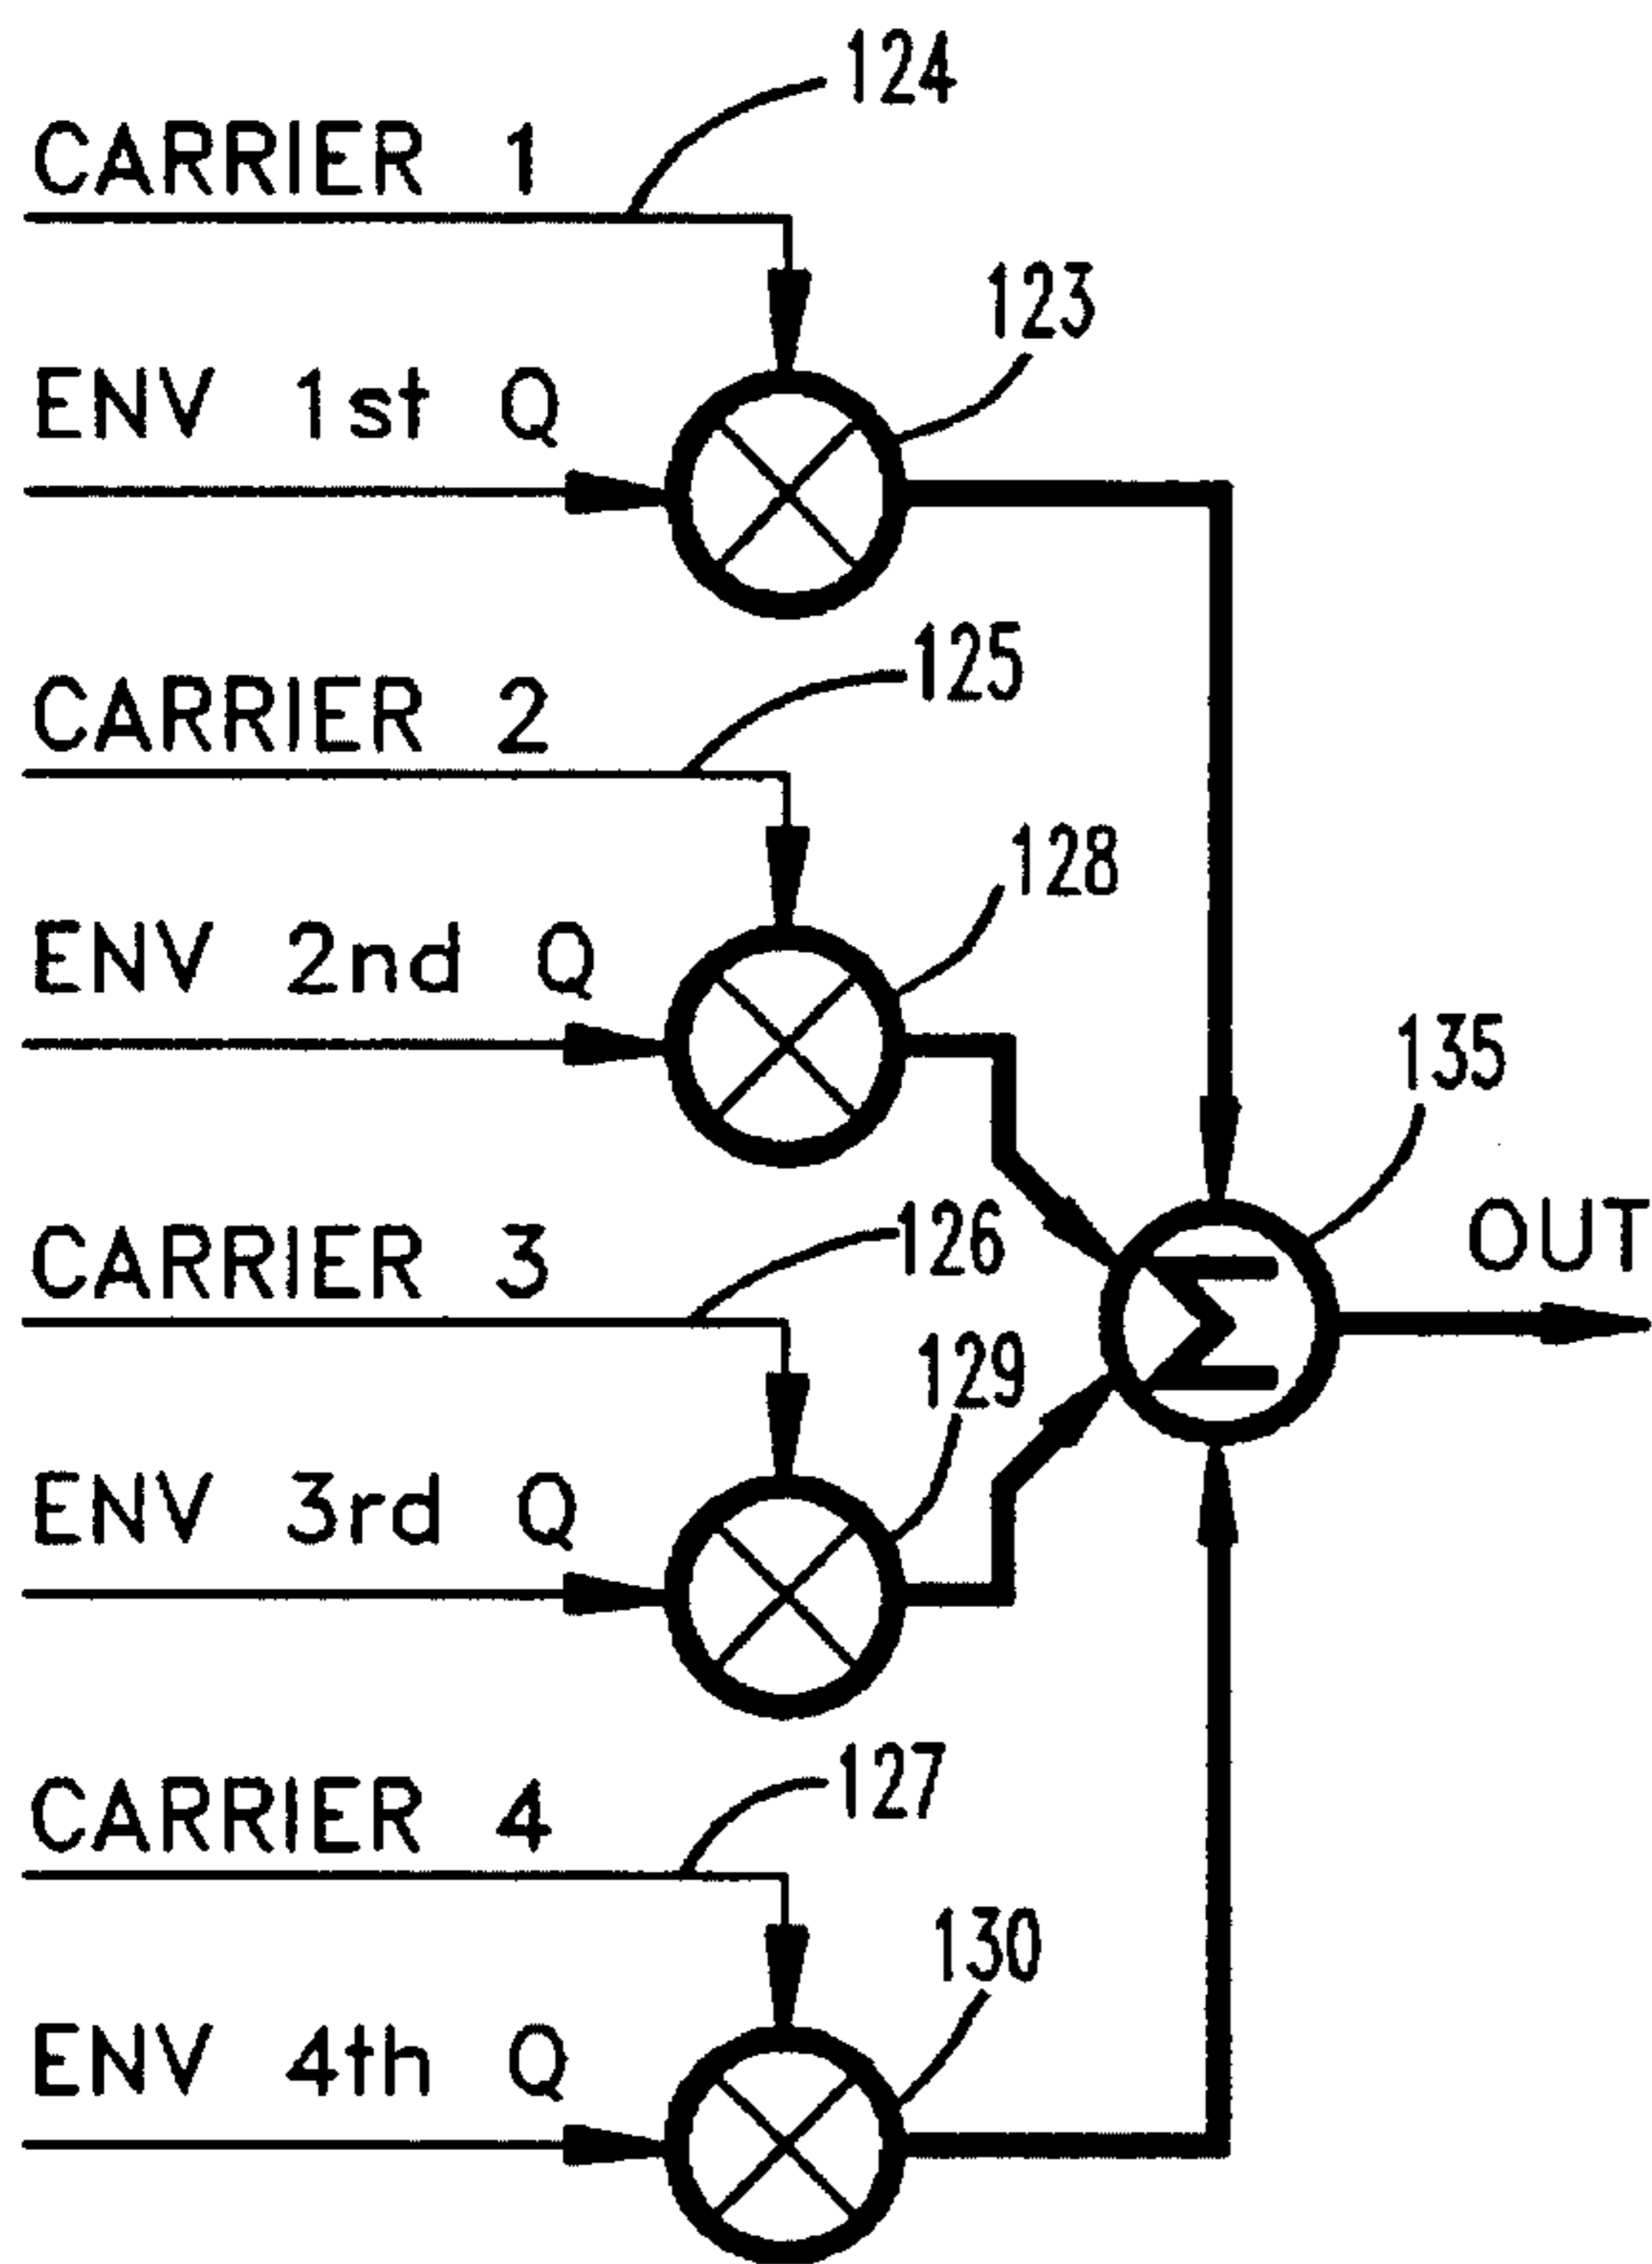 124
CARRIER 1
123
ENV 1st Q
125
CARRIER 2
128
ENV 2nd Q
135
126
OUT
CARRIER 3
129
ENV 3rd Q
127
CARRIER 4
130
ENV 4th Q
Σ